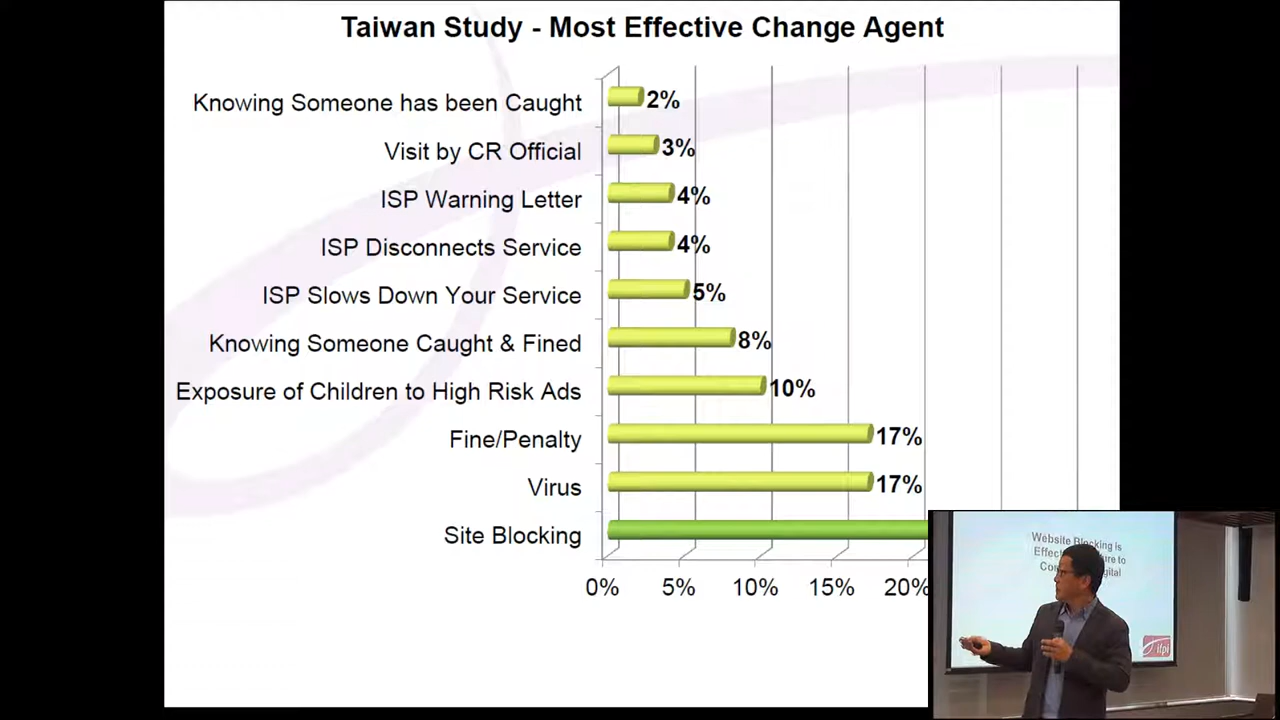 Taiwan Study - Most Effective Change Agent
Knowing Someone has been Caught 2%
Visit by CR Official 3%
ISP Warning Letter 4%
ISP Disconnects Service 4%
ISP Slows Down Your Service 5%
Knowing Someone Caught & Fined 8%
Exposure of Children to High Risk Ads 10%
Fine/Penalty 17%
Virus 17%
Site Blocking
0% 5% 10% 15% 20%
Website Blocking is
to
ifpi